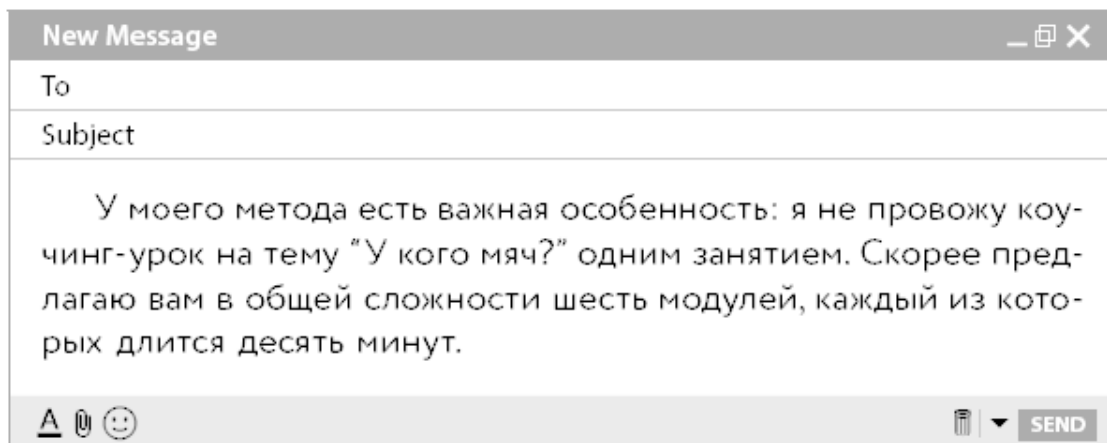 New Message
To
Subject
У моего метода есть важная особенность: я не провожу коу-
чинг-урок на тему "У кого мяч?" одним занятием. Скорее пред-
лагаю вам в общей сложности шесть модулей, каждый из кото-
рых длится десять минут.
A
SEND